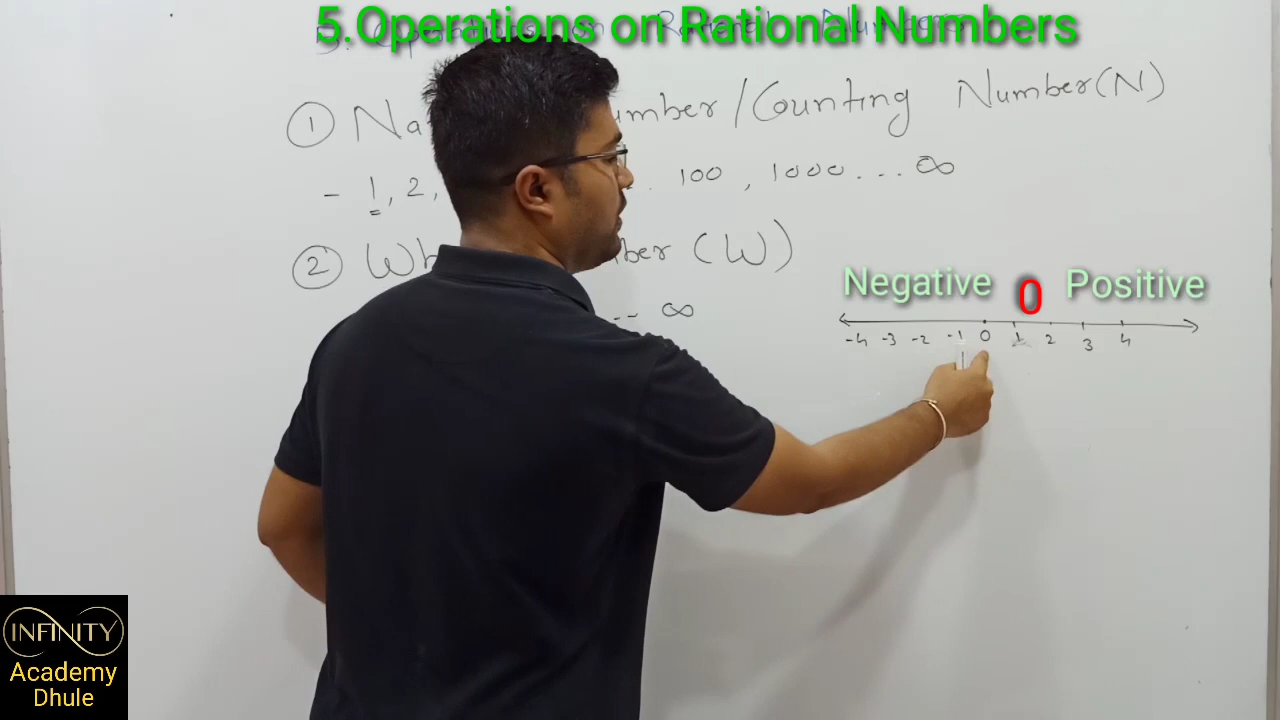 5.Operations on Rational Numbers
① Na umber/Counting Number(N)
- 1, 2, . 100, 1000... ∞
② Wh ber (W)
-- ∞
Negative 0 Positive
-4 -3 -2 -1 0 1 2 3 4
INFINITY
Academy
Dhule